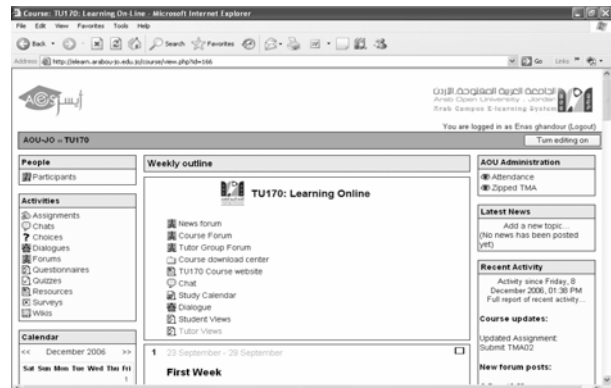 Course: TU170: Learning On-Line - Microsoft Internet Explorer
File Edit View Favorites Tools Help
Back Search Favorites
Address http://elearn.arabou-jo.edu.jo/course/view.php?id=166 Go Links
الجامعة العربية المفتوحة-الأردن
Arab Open University - Jordan
Arab Campus E-learning System
You are logged in as Enas ghandour (Logout)
AOU-JO » TU170
Turn editing on
People
Participants
Activities
Assignments
Chats
Choices
Dialogues
Forums
Questionnaires
Quizzes
Resources
Surveys
Wikis
Calendar
<< December 2006 >>
Sat Sun Mon Tue Wed Thu Fri
1
Weekly outline
TU170: Learning Online
News forum
Course Forum
Tutor Group Forum
Course download center
TU170 Course website
Chat
Study Calendar
Dialogue
Student Views
Tutor Views
1 23 September - 29 September
First Week
AOU Administration
Attendance
Zipped TMA
Latest News
Add a new topic...
(No news has been posted
yet)
Recent Activity
Activity since Friday, 8
December 2006, 01:38 PM
Full report of recent activity...
Course updates:
Updated Assignment:
Submit TMA02
New forum posts: